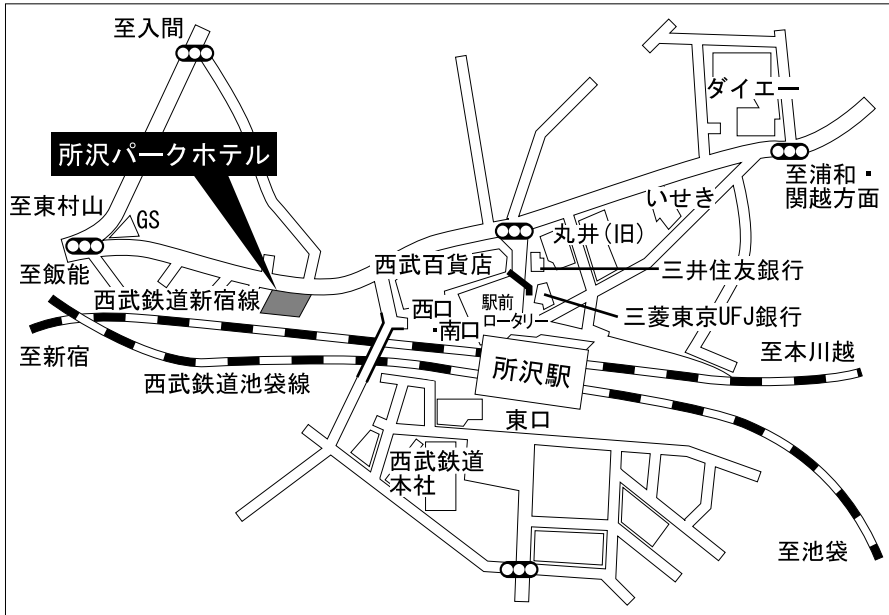 至入間
ダイエー
所沢パークホテル
至浦和・
関越方面
いせき
至東村山
GS
丸井(旧)
西武百貨店
三井住友銀行
至飯能
西武鉄道新宿線
西口
・南口
駅前
ロータリー
三菱東京UFJ銀行
至新宿
所沢駅
至本川越
西武鉄道池袋線
東口
西武鉄道
本社
至池袋